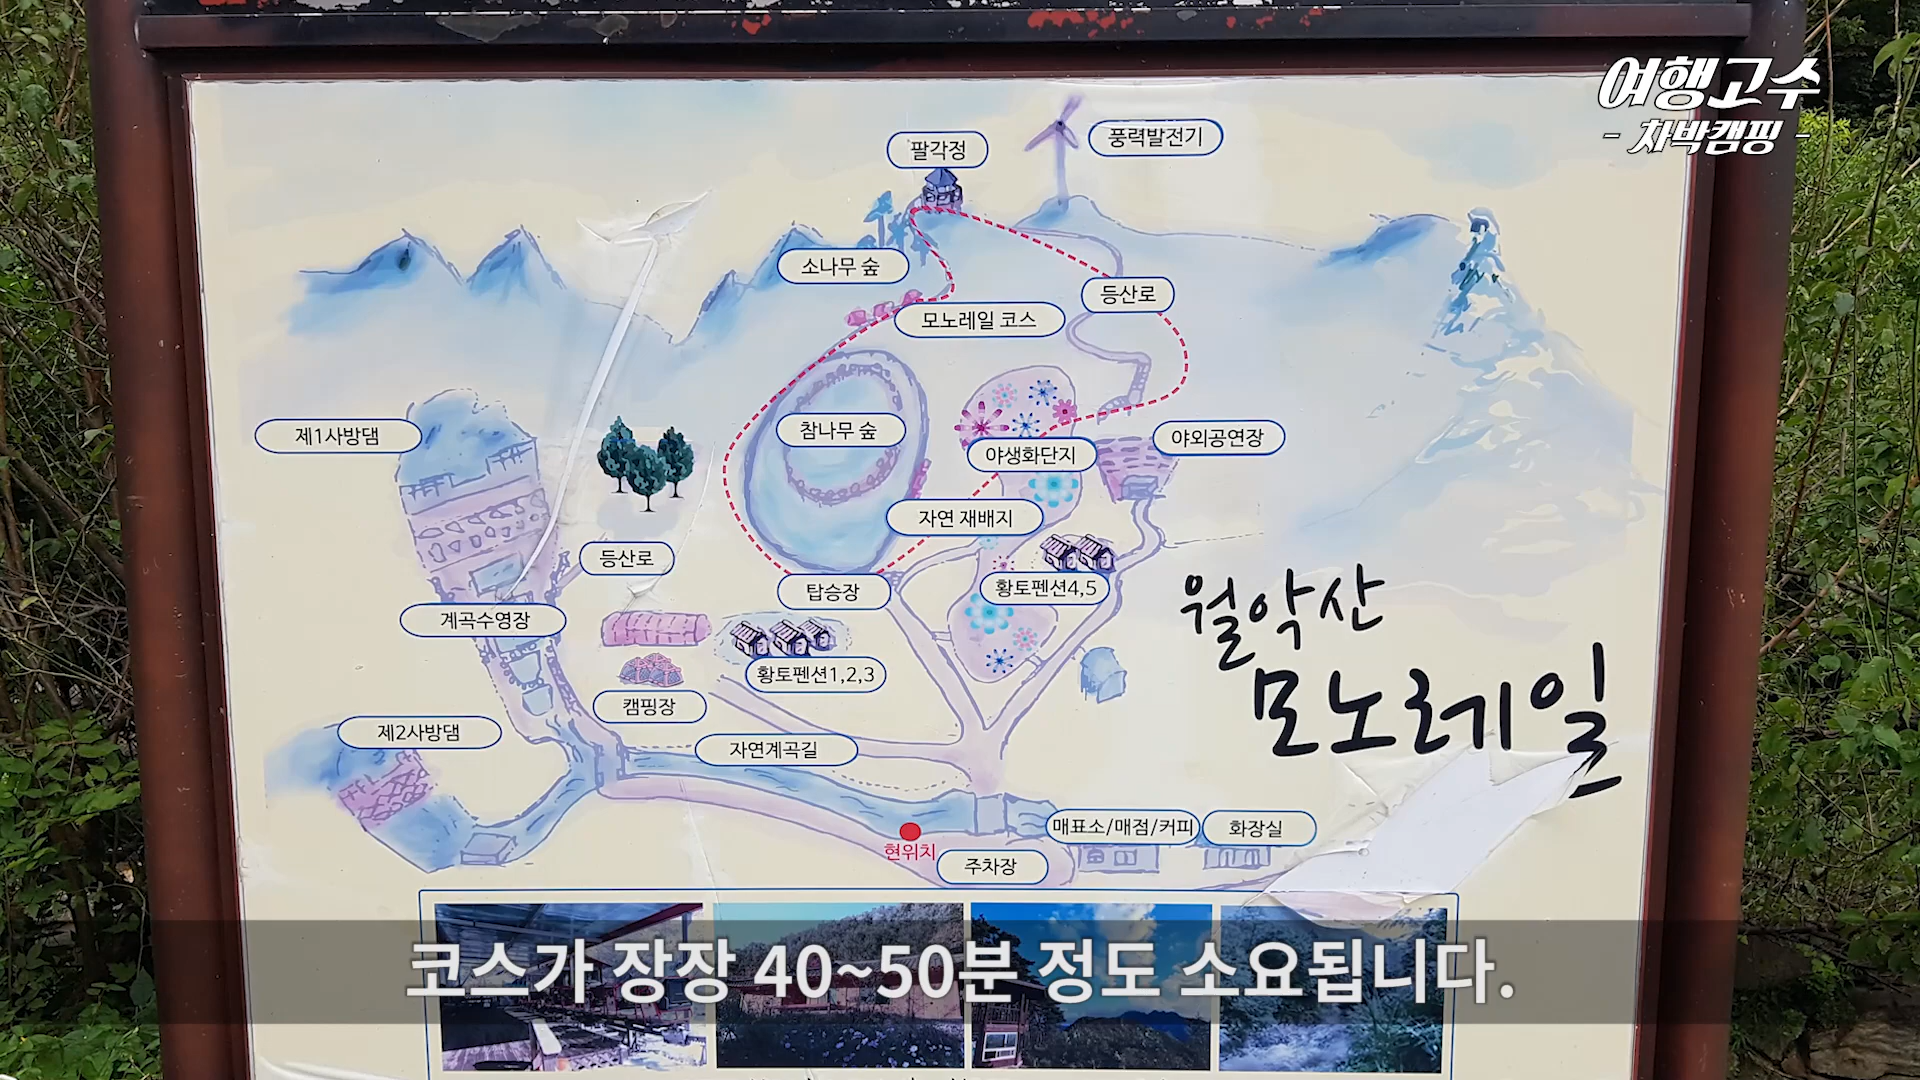 여행고수
- 차박캠핑 -
팔각정
풍력발전기
소나무 숲
등산로
모노레일 코스
제1사방댐
참나무 숲
야외공연장
야생화단지
자연 재배지
등산로
탑승장
황토펜션4,5
계곡수영장
황토펜션1,2,3
캠핑장
제2사방댐
자연계곡길
월악산
모노레일
매표소/매점/커피
화장실
현위치
주차장
코스가 장장 40~50분 정도 소요됩니다.